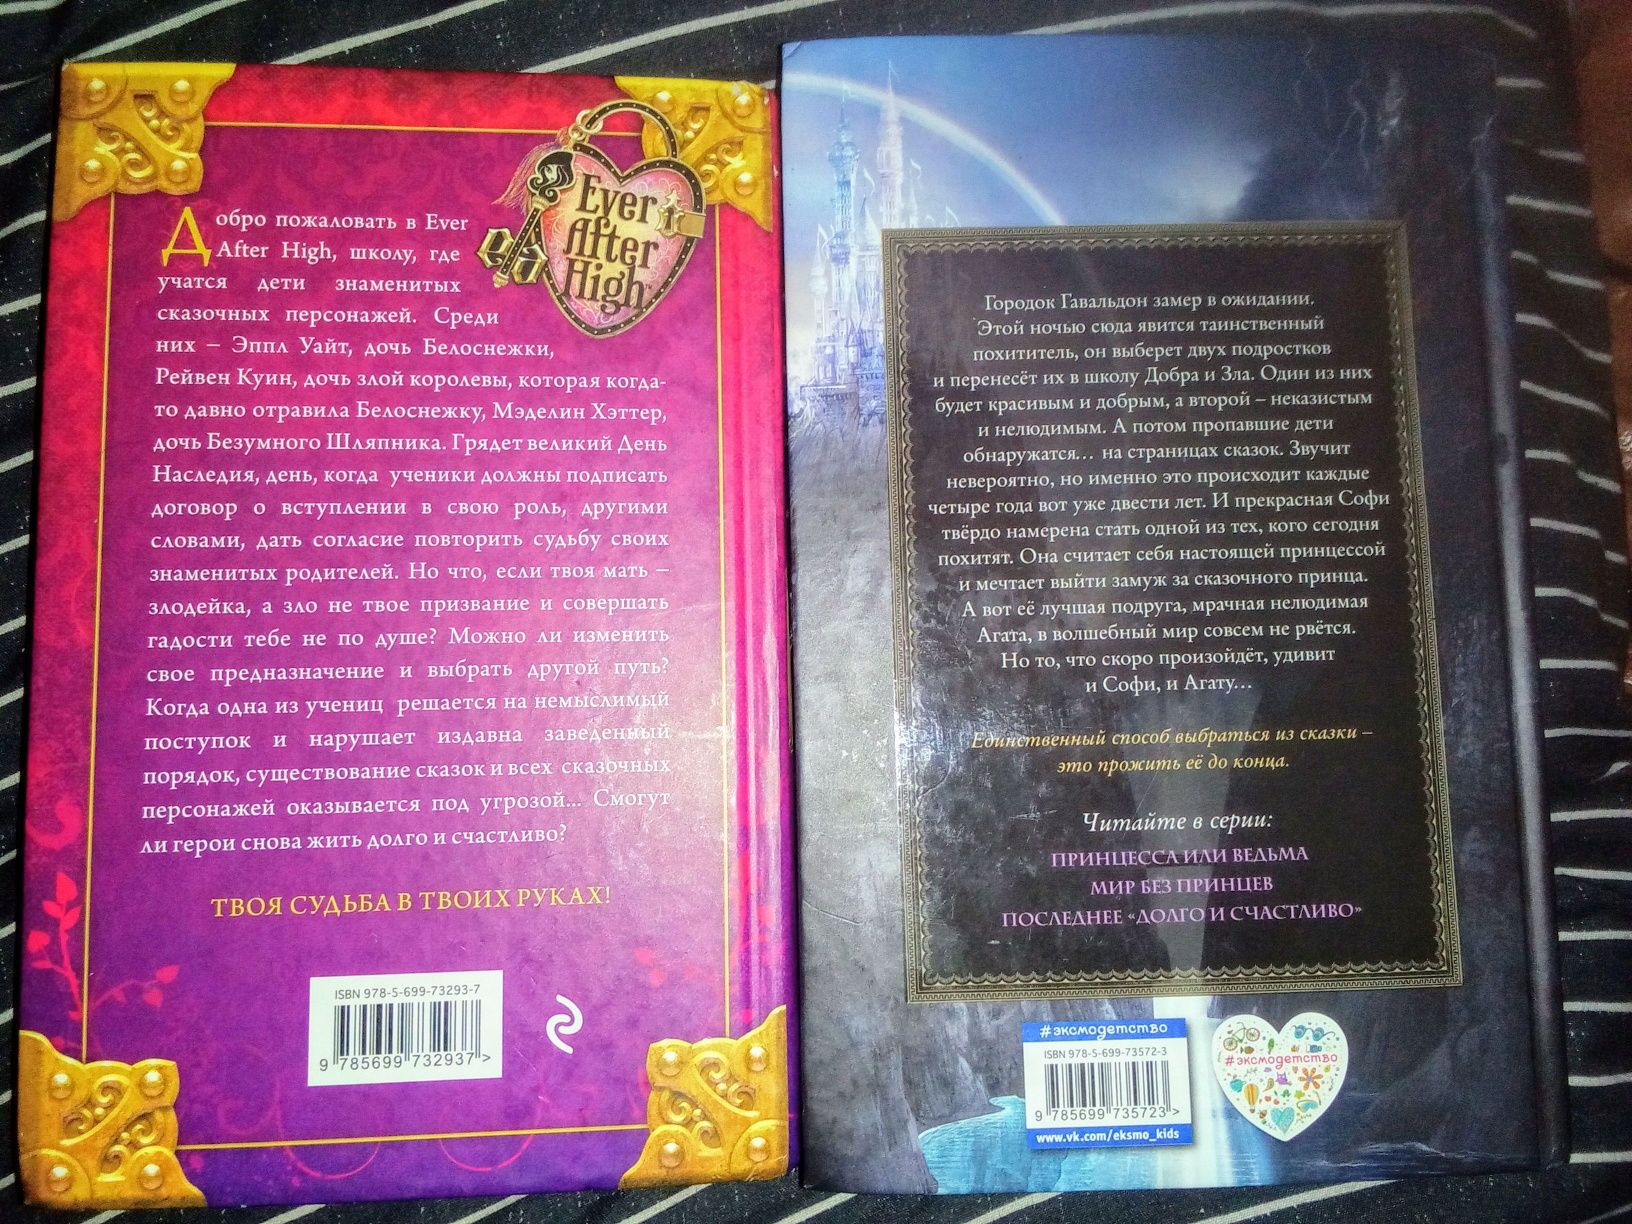 Добро пожаловать в Ever
After High, школу, где
учатся дети знаменитых
сказочных персонажей. Среди
них – Эппл Уайт, дочь Белоснежки,
Рейвен Куин, дочь злой королевы, которая когда-
то давно отравила Белоснежку, Мэделин Хэттер,
дочь Безумного Шляпника. Грядет великий День
Наследия, день, когда ученики должны подписать
договор о вступлении в свою роль, другими
словами, дать согласие повторить судьбу своих
знаменитых родителей. Но что, если твоя мать –
злодейка, а зло не твое призвание и совершать
гадости тебе не по душе? Можно ли изменить
свое предназначение и выбрать другой путь?
Когда одна из учениц решается на немыслимый
поступок и нарушает издавна заведенный
порядок, существование сказок и всех сказочных
персонажей оказывается под угрозой... Смогут
ли герои снова жить долго и счастливо?
ТВОЯ СУДЬБА В ТВОИХ РУКАХ!
Ever
After
High™
ISBN 978-5-699-73293-7
9 785699 732937>
Городок Гавальдон замер в ожидании.
Этой ночью сюда явится таинственный
похититель, он выберет двух подростков
и перенесёт их в школу Добра и Зла. Один из них
будет красивым и добрым, а второй – неказистым
и нелюдимым. А потом пропавшие дети
обнаружатся... на страницах сказок. Звучит
невероятно, но именно это происходит каждые
четыре года вот уже двести лет. И прекрасная Софи
твёрдо намерена стать одной из тех, кого сегодня
похитят. Она считает себя настоящей принцессой
и мечтает выйти замуж за сказочного принца.
А вот её лучшая подруга, мрачная нелюдимая
Агата, в волшебный мир совсем не рвётся.
Но то, что скоро произойдёт, удивит
и Софи, и Агату...
Единственный способ выбраться из сказки –
это прожить её до конца.
Читайте в серии:
ПРИНЦЕССА ИЛИ ВЕДЬМА
МИР БЕЗ ПРИНЦЕВ
ПОСЛЕДНЕЕ «ДОЛГО И СЧАСТЛИВО»
#эксмодетство
ISBN 978-5-699-73572-3
9 785699 735723>
www.vk.com/eksmo_kids
#эксмодетство